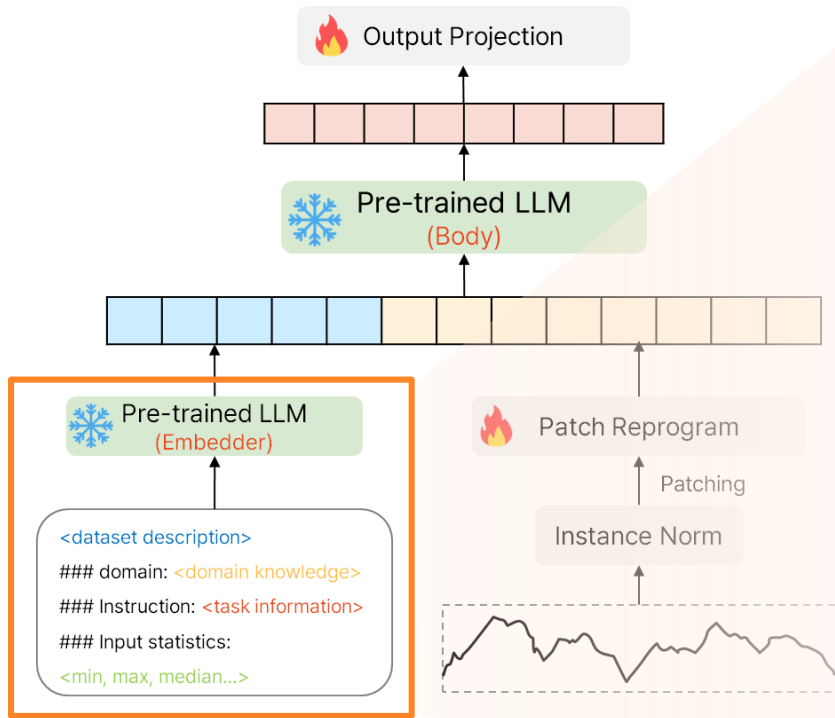 Output Projection
Pre-trained LLM
(Body)
Pre-trained LLM
(Embedder)
<dataset description>
### domain: <domain knowledge>
### Instruction: <task information>
### Input statistics:
<min, max, median...>
Patch Reprogram
Patching
Instance Norm